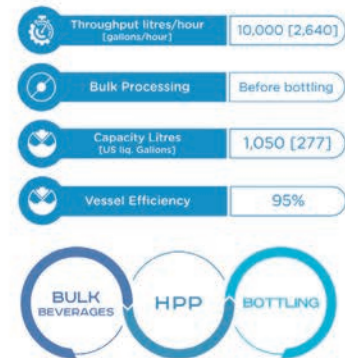 Throughput litres/hour
[gallons/hour]
10,000 [2,640]
Bulk Processing
Before bottling
Capacity Litres
[US liq. Gallons]
1,050 [277]
Vessel Efficiency
95%
BULK
BEVERAGES
HPP
BOTTLING